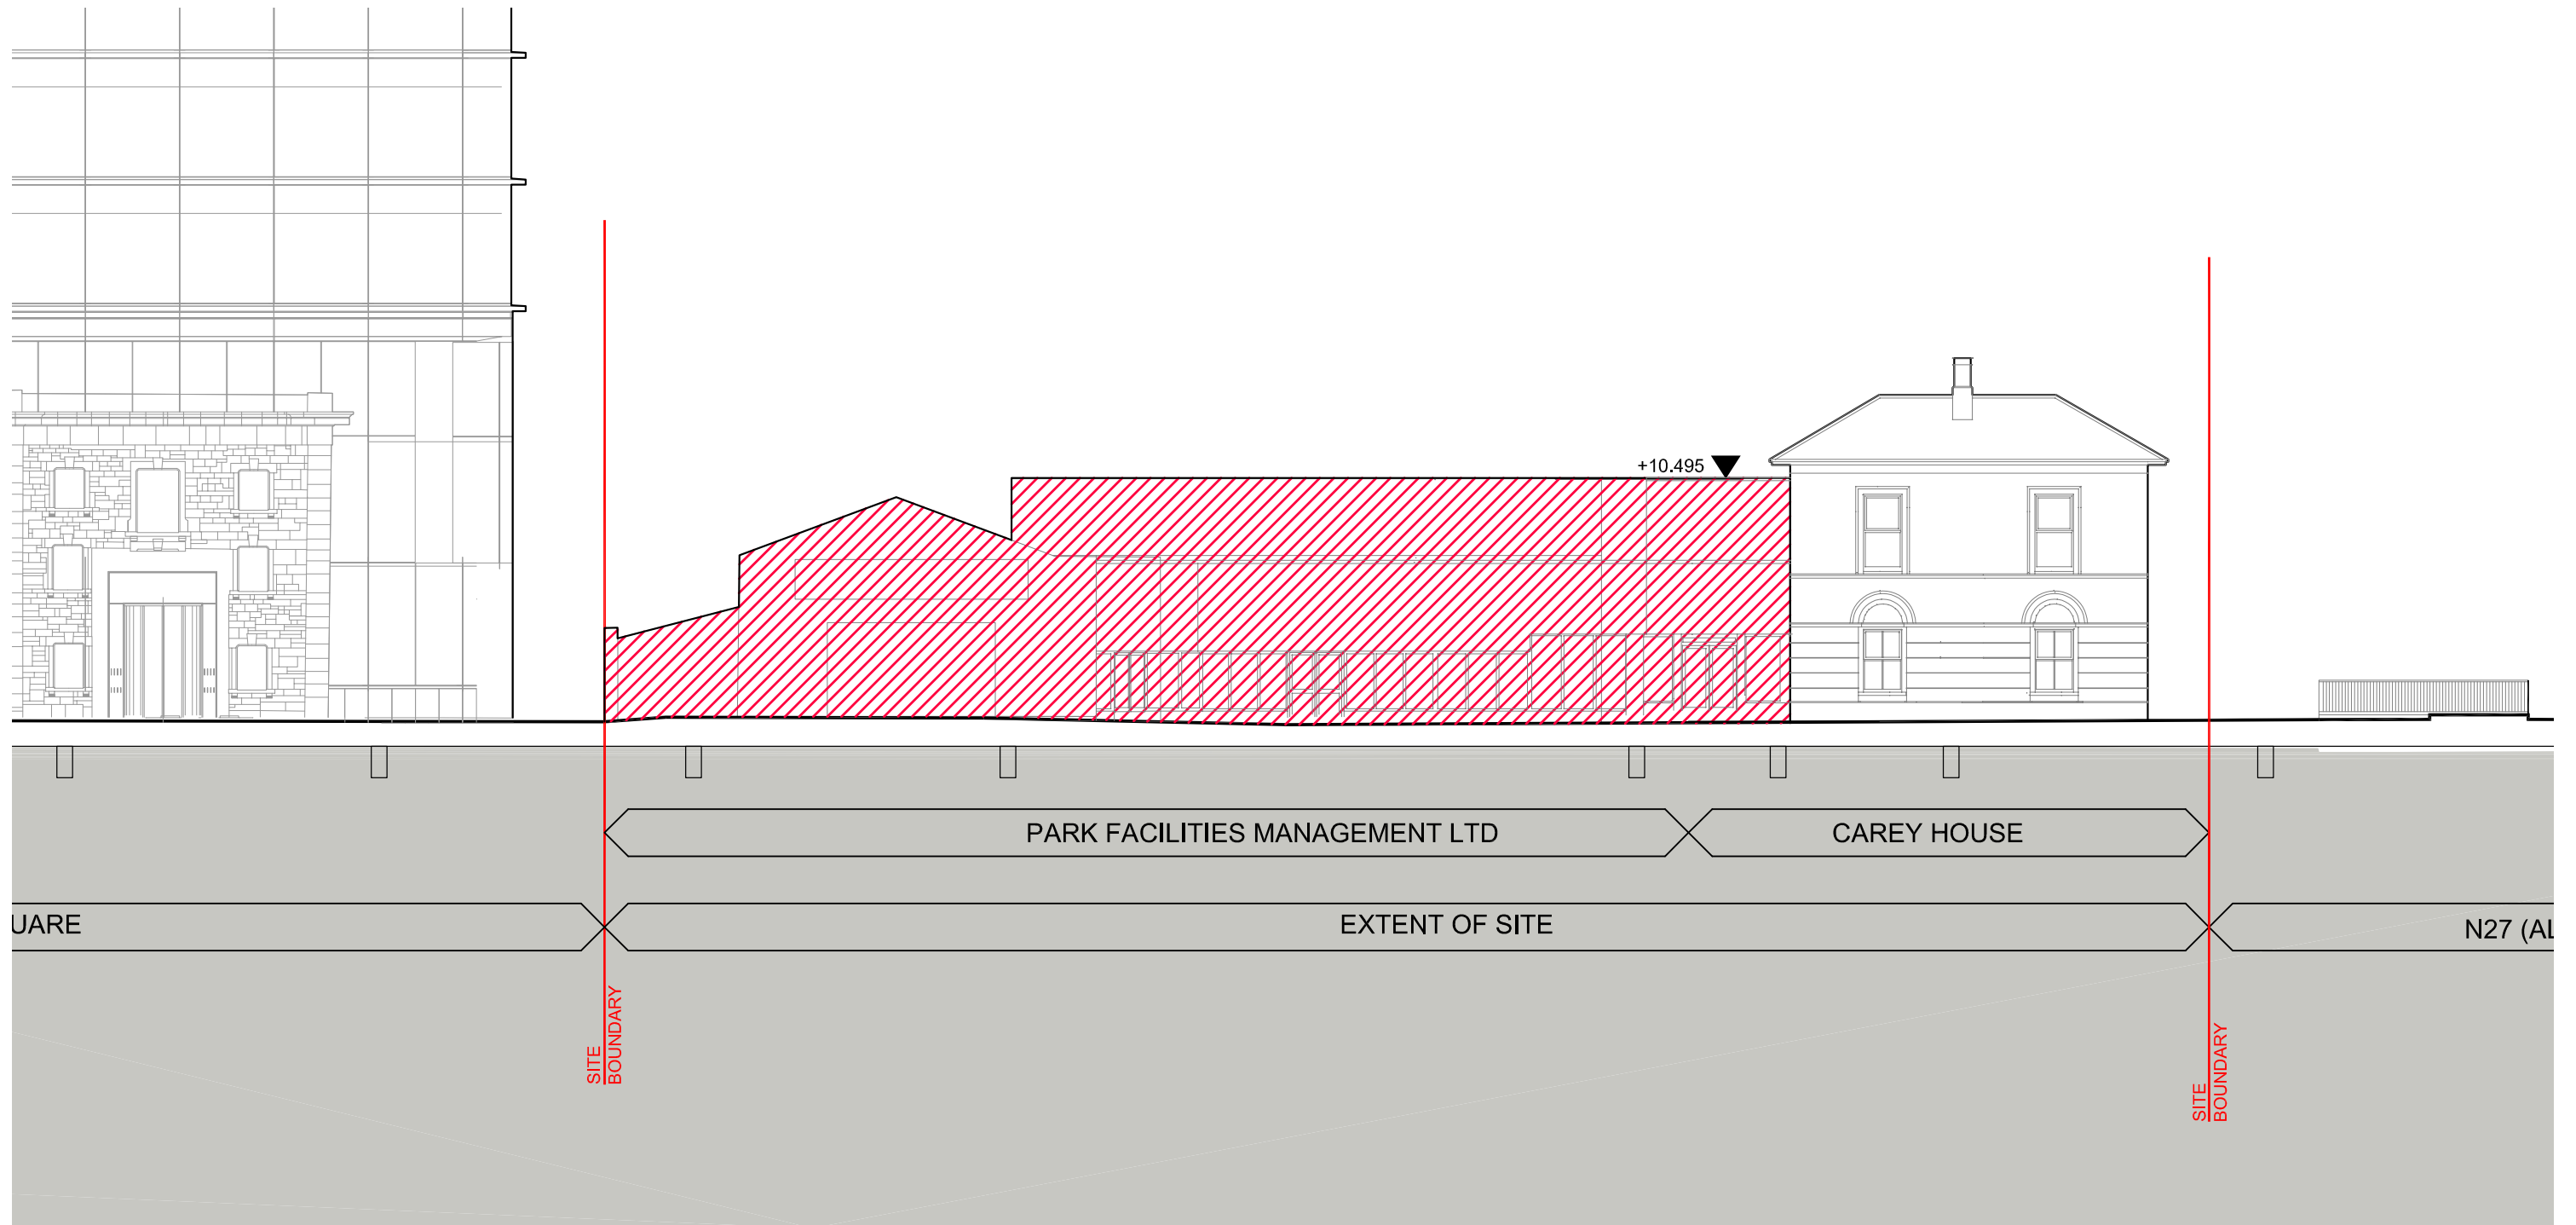 +10.495
PARK FACILITIES MANAGEMENT LTD
CAREY HOUSE
UARE
EXTENT OF SITE
N27 (AL
SITE
BOUNDARY
SITE
BOUNDARY